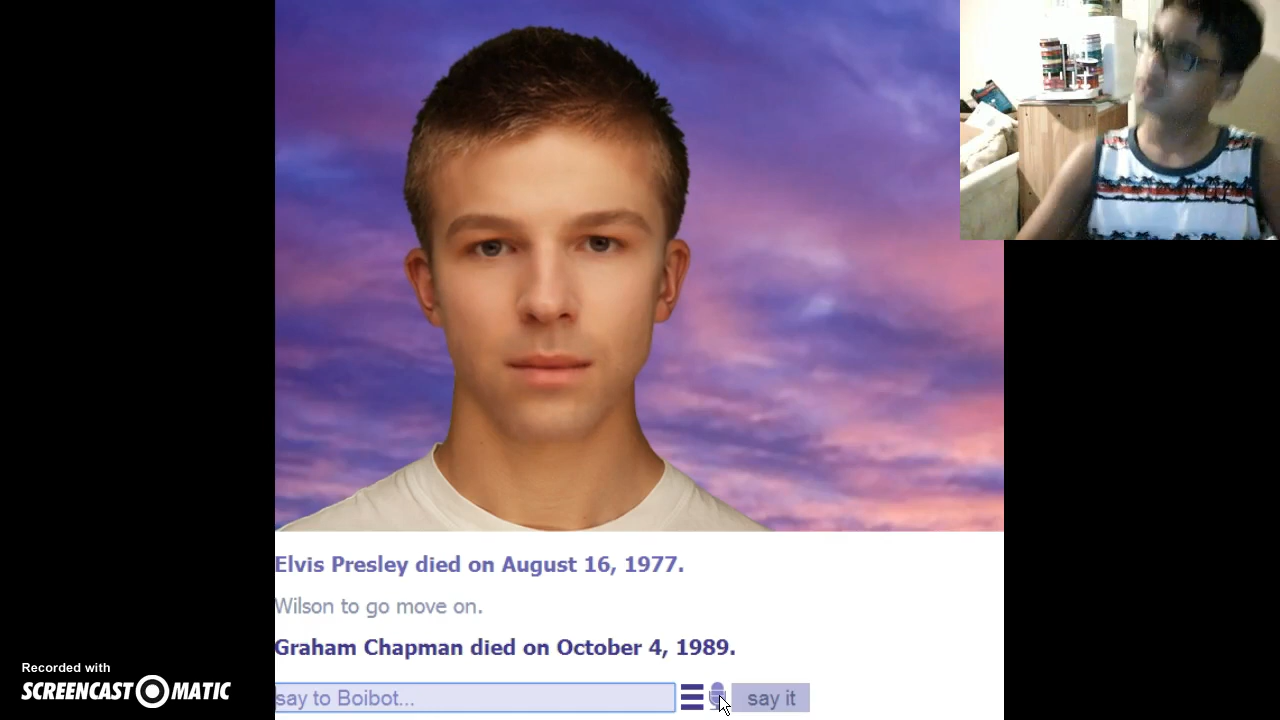 Elvis Presley died on August 16, 1977.
Wilson to go move on.
Graham Chapman died on October 4, 1989.
say to Boibot... say it
Recorded with
SCREENCAST-O-MATIC